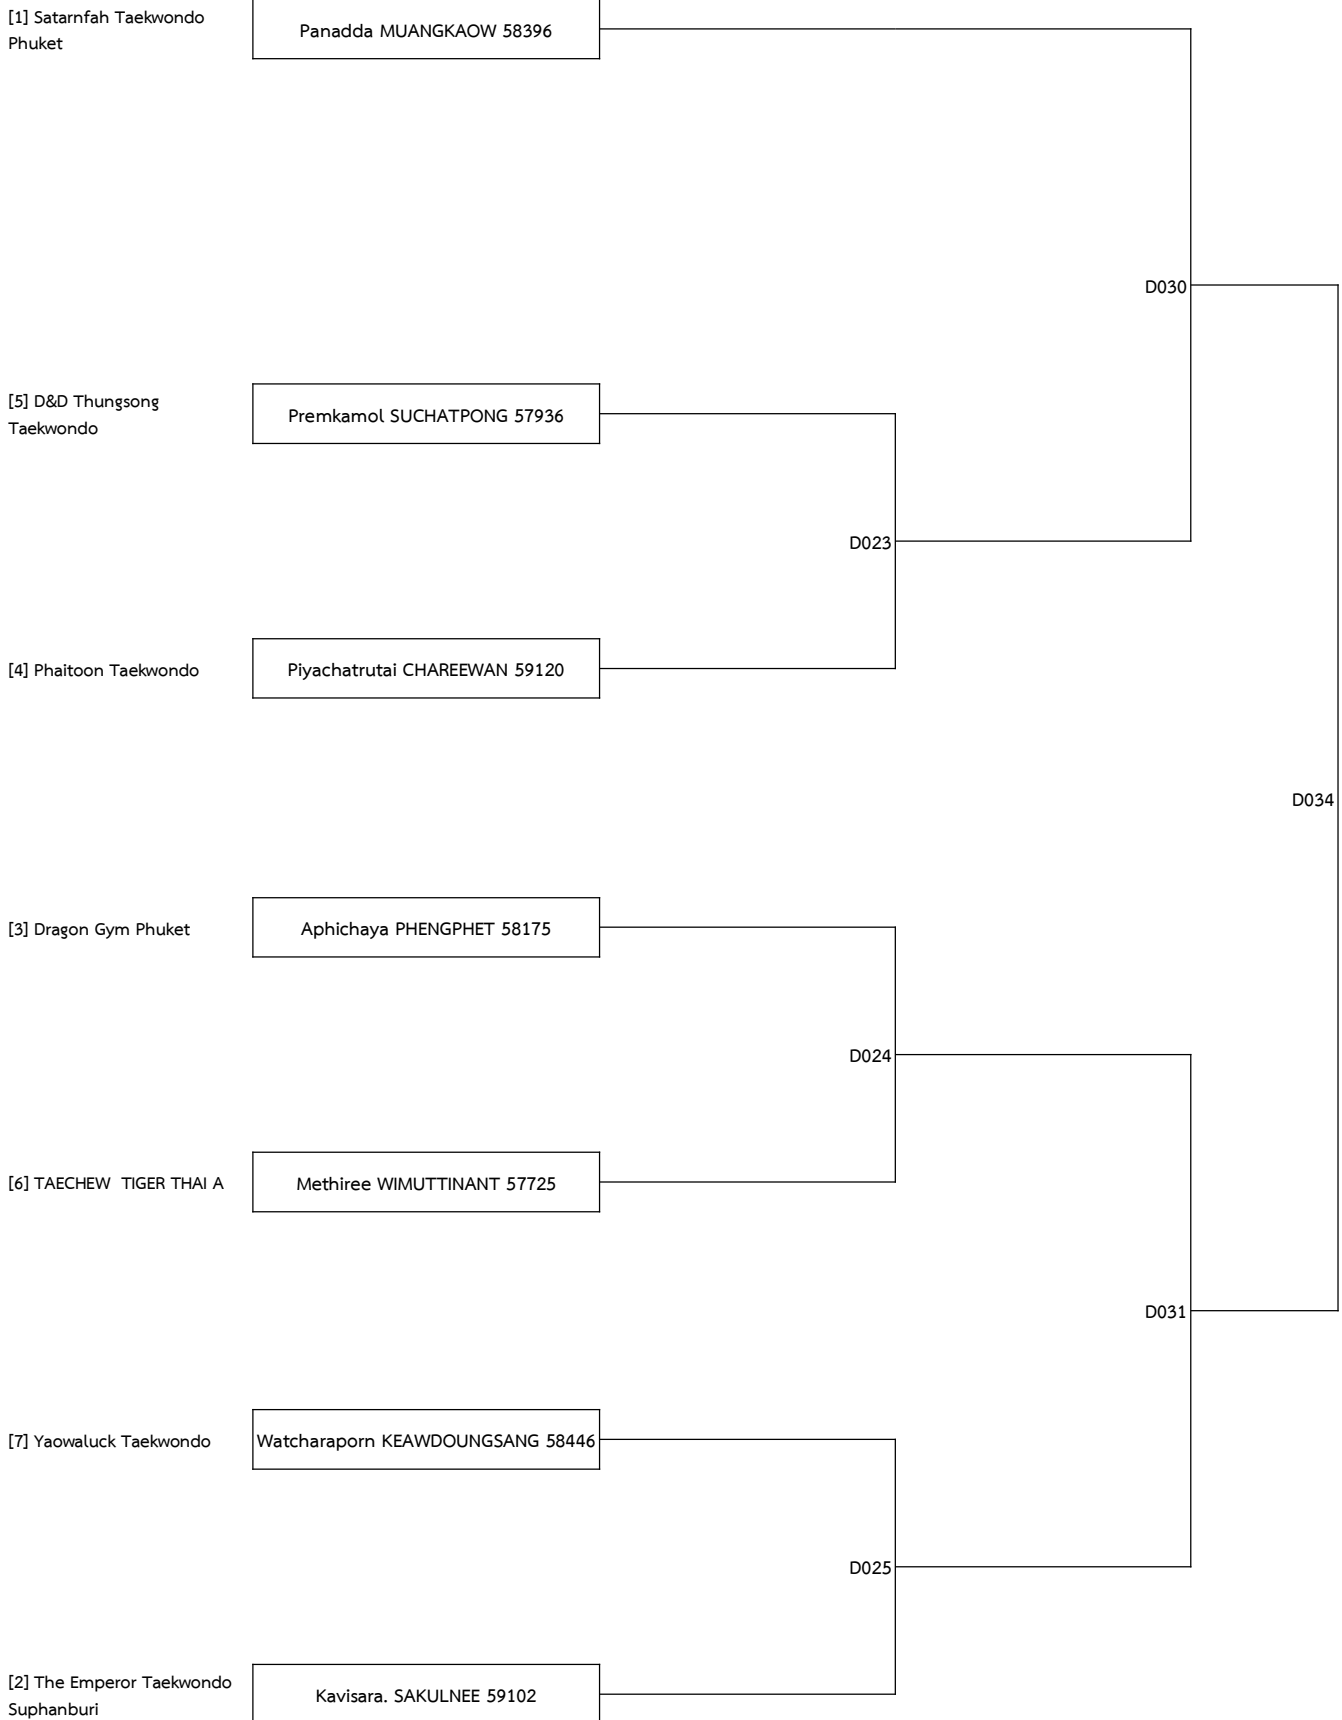 [1] Satarnfah Taekwondo
Phuket
Panadda MUANGKAOW 58396
D030
[5] D&D Thungsong
Taekwondo
Premkamol SUCHATPONG 57936
D023
[4] Phaitoon Taekwondo
Piyachatrutai CHAREEWAN 59120
D034
[3] Dragon Gym Phuket
Aphichaya PHENGPHET 58175
D024
[6] TAECHEW  TIGER THAI A
Methiree WIMUTTINANT 57725
D031
[7] Yaowaluck Taekwondo
Watcharaporn KEAWDOUNGSANG 58446
D025
[2] The Emperor Taekwondo
Suphanburi
Kavisara. SAKULNEE 59102